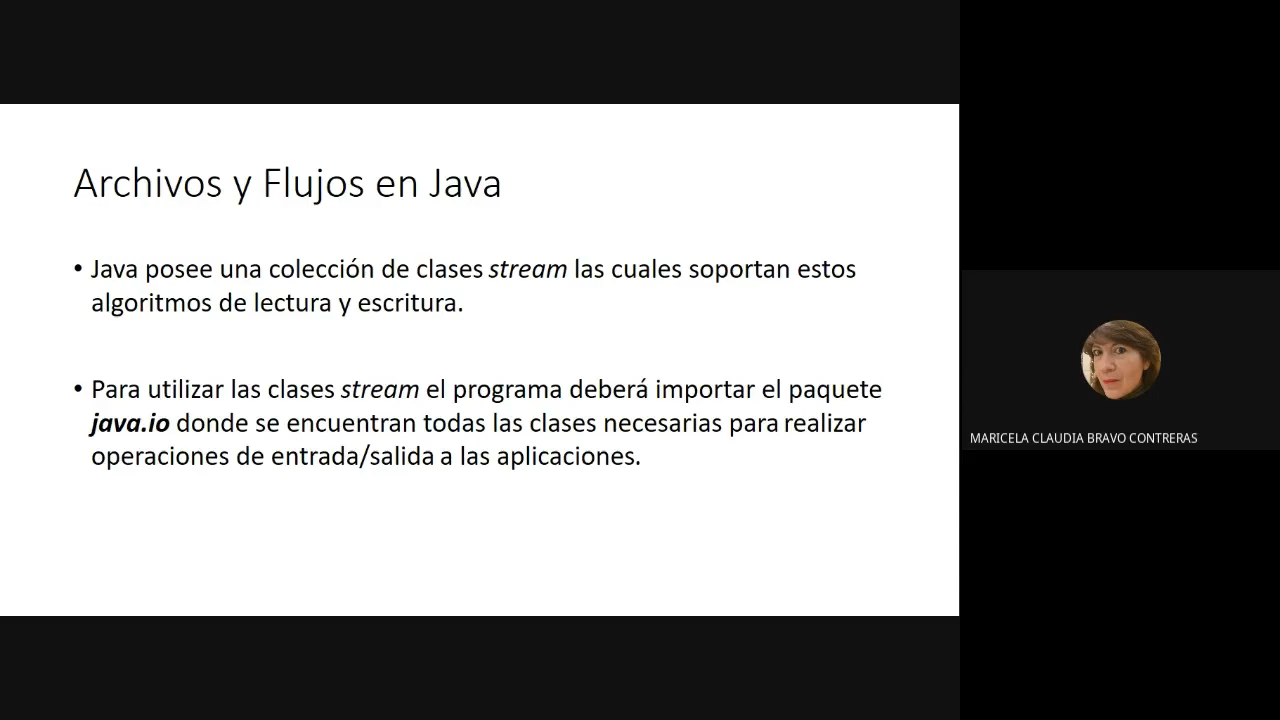 Archivos y Flujos en Java
• Java posee una colección de clases stream las cuales soportan estos
algoritmos de lectura y escritura.
• Para utilizar las clases stream el programa deberá importar el paquete
java.io donde se encuentran todas las clases necesarias para realizar
operaciones de entrada/salida a las aplicaciones.
MARICELA CLAUDIA BRAVO CONTRERAS